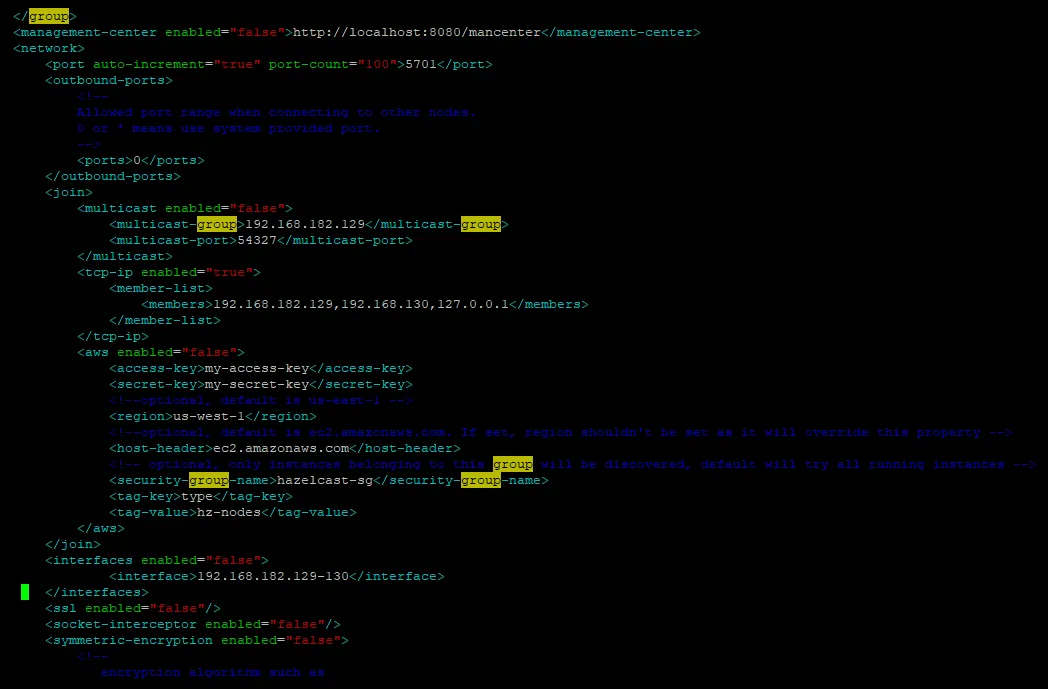 </group>
<management-center enabled="false">http://localhost:8080/mancenter</management-center>
<network>
<port auto-increment="true" port-count="100">5701</port>
<outbound-ports>
<!--
Allowed port range when connecting to other nodes.
0 or * means use system provided port.
-->
<ports>0</ports>
</outbound-ports>
<join>
<multicast enabled="false">
<multicast-group>192.168.182.129</multicast-group>
<multicast-port>54327</multicast-port>
</multicast>
<tcp-ip enabled="true">
<member-list>
<members>192.168.182.129,192.168.130,127.0.0.1</members>
</member-list>
</tcp-ip>
<aws enabled="false">
<access-key>my-access-key</access-key>
<secret-key>my-secret-key</secret-key>
<!--optional, default is us-east-1 -->
<region>us-west-1</region>
<!--optional, default is ec2.amazonaws.com. If set, region shouldn't be set as it will override this property -->
<host-header>ec2.amazonaws.com</host-header>
<!-- optional, only instances belonging to this group will be discovered, default will try all running instances -->
<security-group-name>hazelcast-sg</security-group-name>
<tag-key>type</tag-key>
<tag-value>hz-nodes</tag-value>
</aws>
</join>
<interfaces enabled="false">
<interface>192.168.182.129-130</interface>
</interfaces>
<ssl enabled="false"/>
<socket-interceptor enabled="false"/>
<symmetric-encryption enabled="false">
<!--
encryption algorithm such as